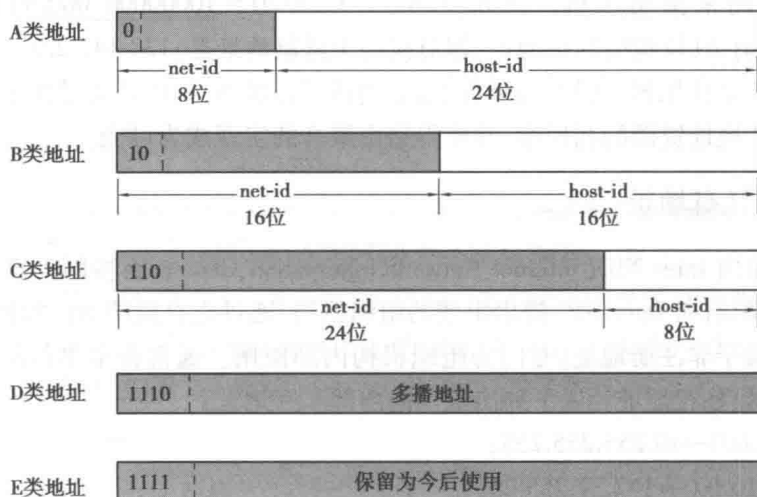 A类地址
0
net-id
host-id
8位
24位
B类地址
10
net-id
host-id
16位
16位
C类地址
110
net-id
host-id
24位
8位
D类地址
1110
多播地址
E类地址
1111
保留为今后使用